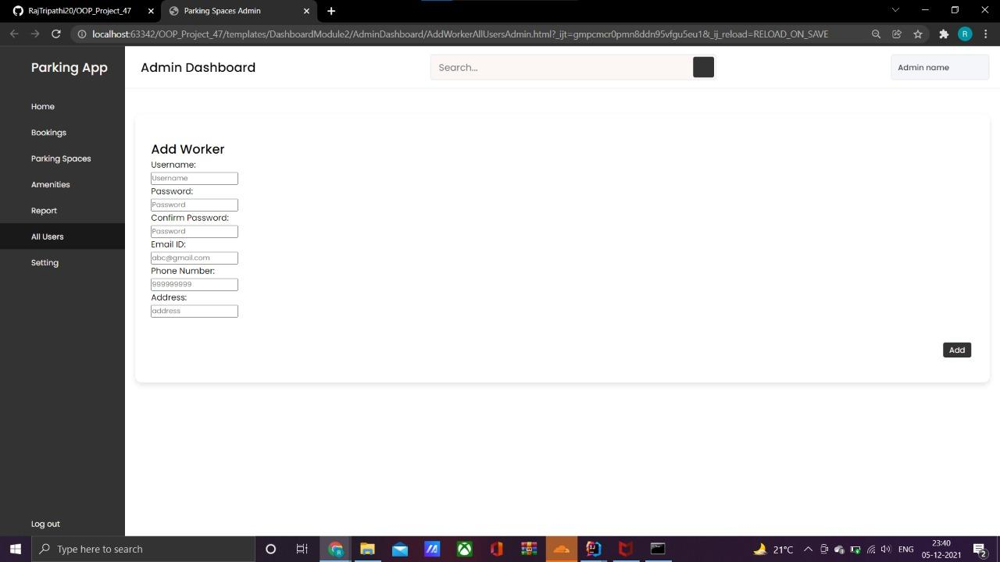 RajTripathi20/OOP_Project_47
Parking Spaces Admin
localhost:63342/OOP_Project_47/templates/DashboardModule2/AdminDashboard/AddWorkerAllUsersAdmin.html?_ijt=gmpcmcr0pmn8ddn95vfgu5eu18&_ij_reload=RELOAD_ON_SAVE
R
Parking App
Admin Dashboard
Search...
Admin name
Home
Bookings
Parking Spaces
Amenities
Report
All Users
Setting
Log out
Add Worker
Username:
Username
Password:
Password
Confirm Password:
Password
Email ID:
abc@gmail.com
Phone Number:
999999999
Address:
address
Add
Type here to search
21°C
ENG
23:40
05-12-2021
2